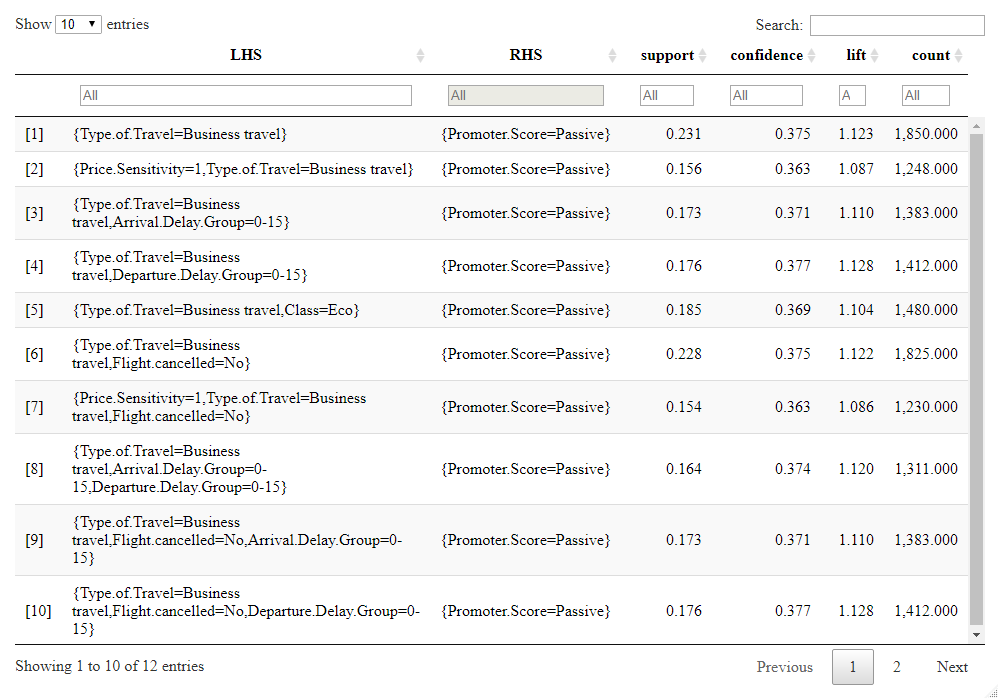 Show 10 entries Search:
LHS RHS support confidence lift count
All All All All A All
[1] {Type.of.Travel=Business travel} {Promoter.Score=Passive} 0.231 0.375 1.123 1,850.000
[2] {Price.Sensitivity=1,Type.of.Travel=Business travel} {Promoter.Score=Passive} 0.156 0.363 1.087 1,248.000
{Type.of.Travel=Business
[3] travel,Arrival.Delay.Group=0-15} {Promoter.Score=Passive} 0.173 0.371 1.110 1,383.000
{Type.of.Travel=Business
[4] travel,Departure.Delay.Group=0-15} {Promoter.Score=Passive} 0.176 0.377 1.128 1,412.000
[5] {Type.of.Travel=Business travel,Class=Eco} {Promoter.Score=Passive} 0.185 0.369 1.104 1,480.000
{Type.of.Travel=Business
[6] travel,Flight.cancelled=No} {Promoter.Score=Passive} 0.228 0.375 1.122 1,825.000
{Price.Sensitivity=1,Type.of.Travel=Business
[7] travel,Flight.cancelled=No} {Promoter.Score=Passive} 0.154 0.363 1.086 1,230.000
{Type.of.Travel=Business
[8] travel,Arrival.Delay.Group=0- {Promoter.Score=Passive} 0.164 0.374 1.120 1,311.000
15,Departure.Delay.Group=0-15}
{Type.of.Travel=Business
[9] travel,Flight.cancelled=No,Arrival.Delay.Group=0- {Promoter.Score=Passive} 0.173 0.371 1.110 1,383.000
15}
{Type.of.Travel=Business
[10] travel,Flight.cancelled=No,Departure.Delay.Group=0- {Promoter.Score=Passive} 0.176 0.377 1.128 1,412.000
15}
Showing 1 to 10 of 12 entries Previous 1 2 Next